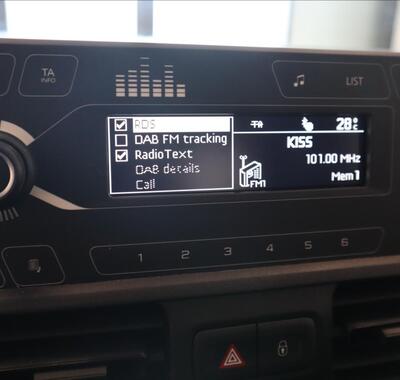 TA
INFO
LIST
RDS
DAB FM tracking
RadioText
DAB details
Call
TA
28°C
KISS
101.00 MHz
FM1
Mem 1
1 2 3 4 5 6